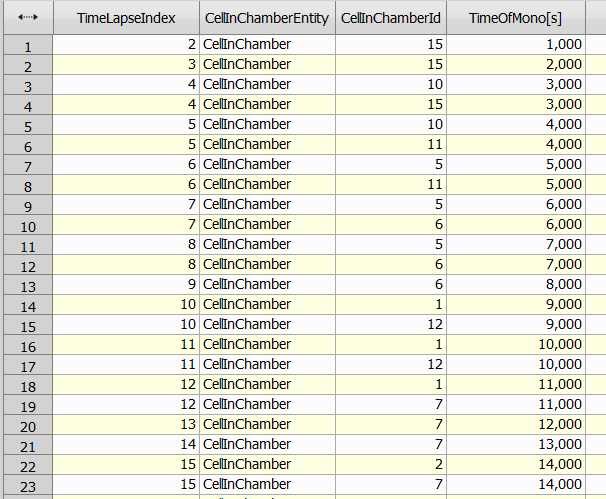 TimeLapseIndex CellInChamberEntity CellInChamberId TimeOfMono[s]
1 2 CellInChamber 15 1,000
2 3 CellInChamber 15 2,000
3 4 CellInChamber 10 3,000
4 4 CellInChamber 15 3,000
5 5 CellInChamber 10 4,000
6 5 CellInChamber 11 4,000
7 6 CellInChamber 5 5,000
8 6 CellInChamber 11 5,000
9 7 CellInChamber 5 6,000
10 7 CellInChamber 6 6,000
11 8 CellInChamber 5 7,000
12 8 CellInChamber 6 7,000
13 9 CellInChamber 6 8,000
14 10 CellInChamber 1 9,000
15 10 CellInChamber 12 9,000
16 11 CellInChamber 1 10,000
17 11 CellInChamber 12 10,000
18 12 CellInChamber 1 11,000
19 12 CellInChamber 7 11,000
20 13 CellInChamber 7 12,000
21 14 CellInChamber 7 13,000
22 15 CellInChamber 2 14,000
23 15 CellInChamber 7 14,000